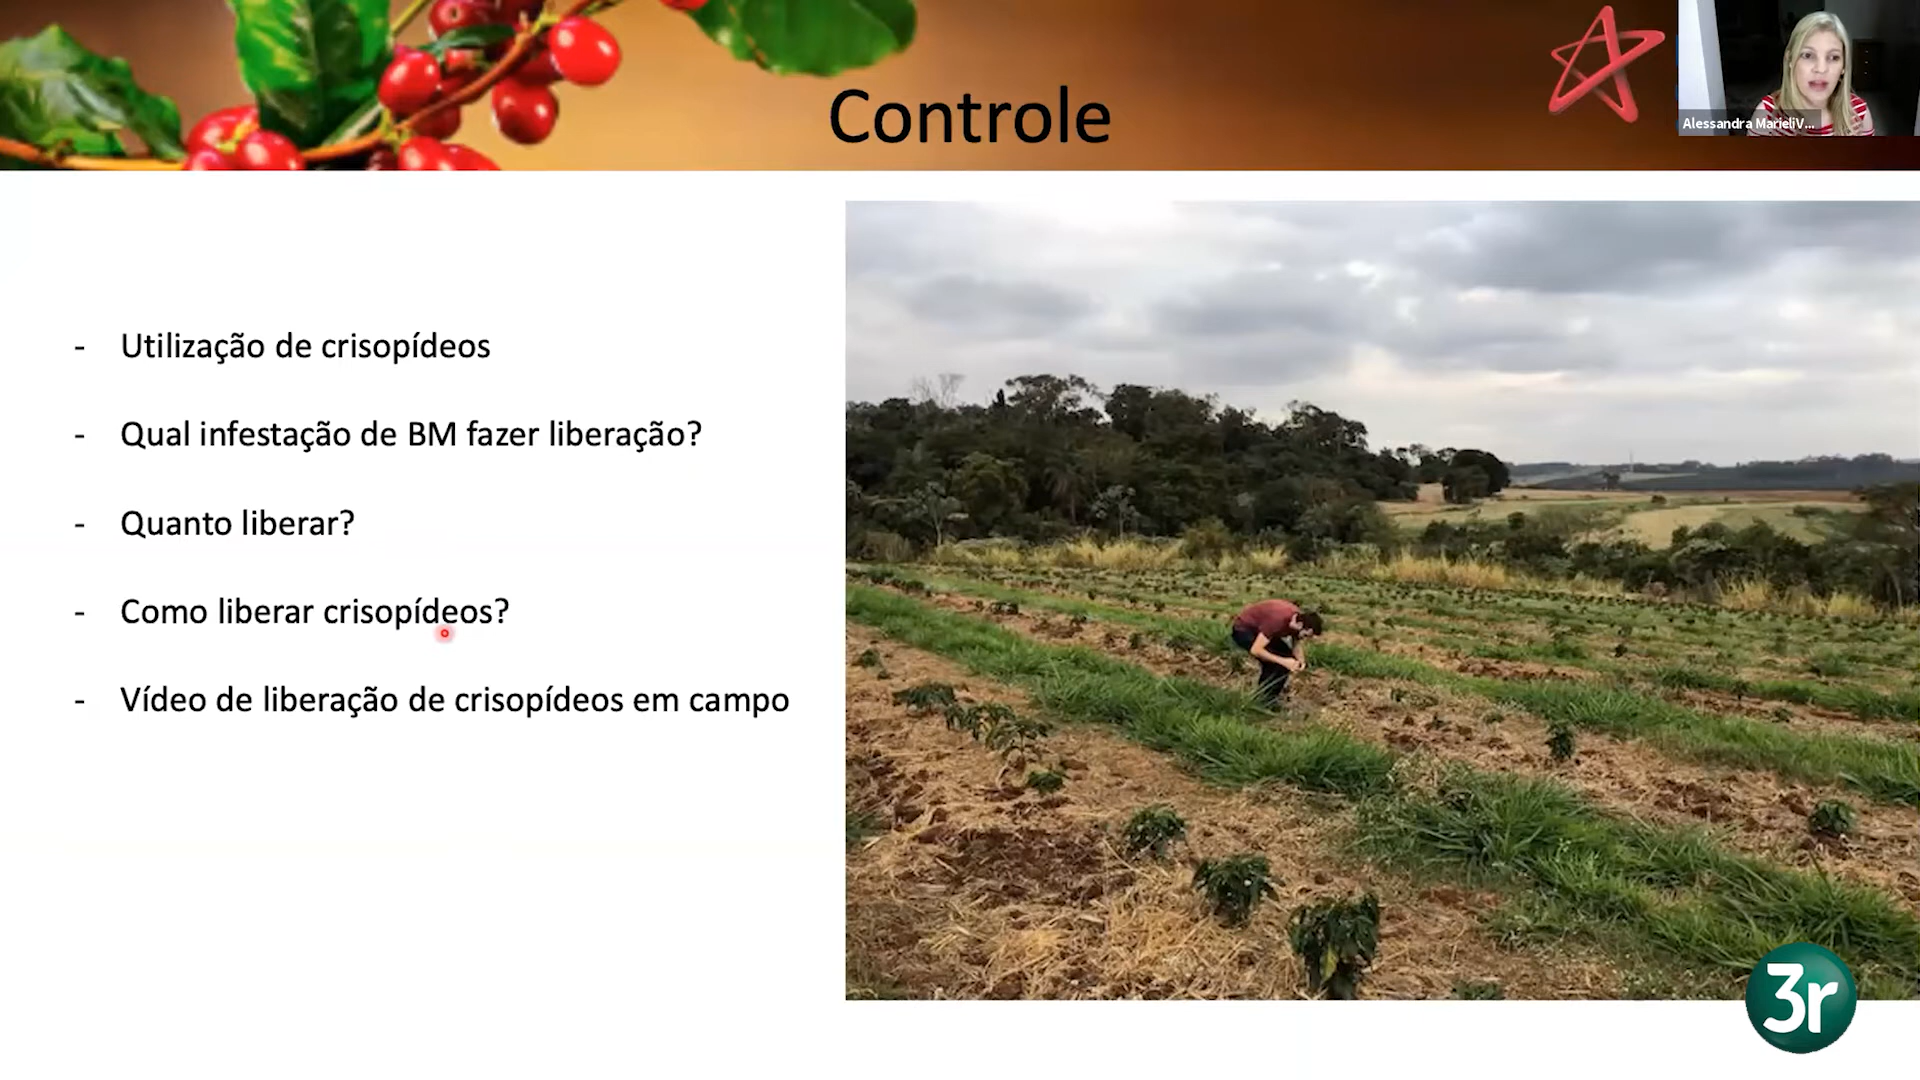 Controle
Alessandra MarieliV...
- Utilização de crisopídeos
- Qual infestação de BM fazer liberação?
- Quanto liberar?
- Como liberar crisopídeos?
- Vídeo de liberação de crisopídeos em campo
3r